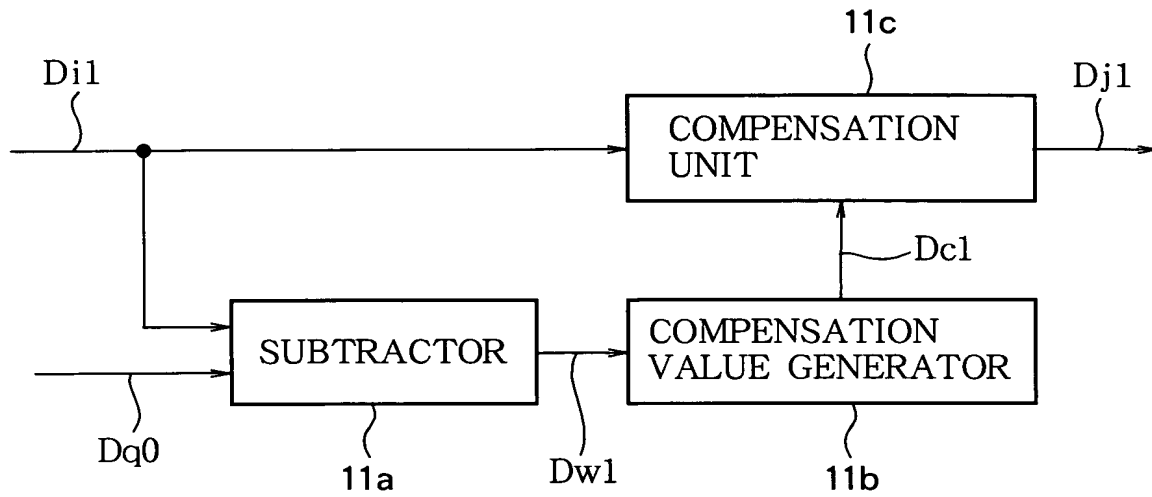 11c
Di1
Dj1
COMPENSATION
UNIT
Dc1
SUBTRACTOR
COMPENSATION
VALUE GENERATOR
Dq0
11a
Dw1
11b